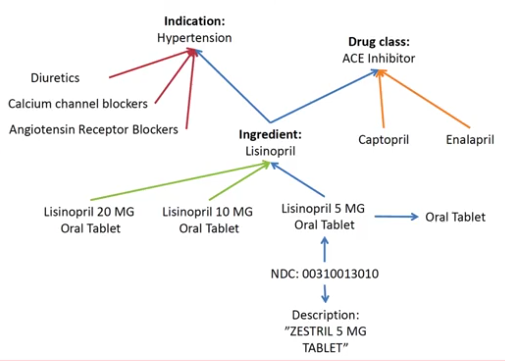 Indication:
Hypertension
Drug class:
ACE Inhibitor
Diuretics
Calcium channel blockers
Angiotensin Receptor Blockers
Ingredient:
Lisinopril
Captopril
Enalapril
Lisinopril 20 MG
Oral Tablet
Lisinopril 10 MG
Oral Tablet
Lisinopril 5 MG
Oral Tablet
Oral Tablet
NDC: 00310013010
Description:
”ZESTRIL 5 MG
TABLET”